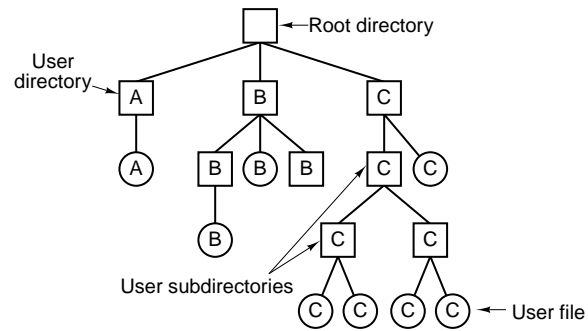 Root directory
User
directory
A B C
A B B B C C
B C C
User subdirectories
C C C C
User file